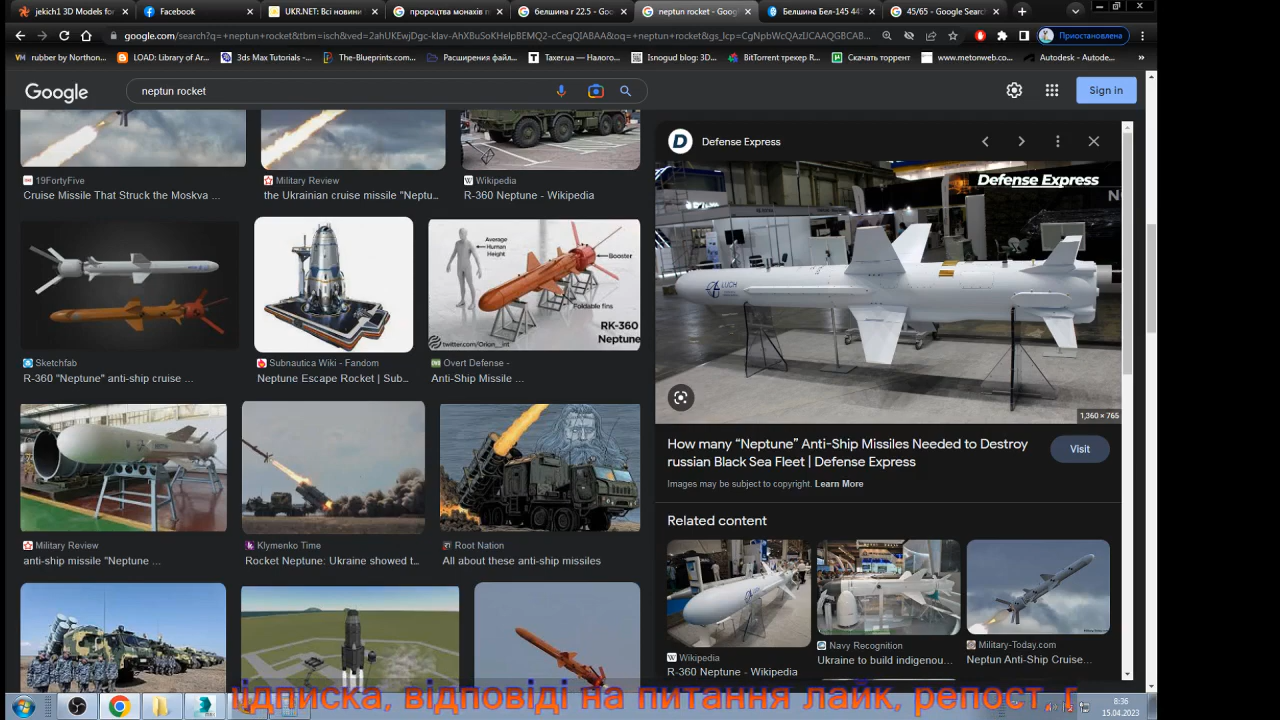 jekich1 3D Models for
Facebook
UKR.NET: Всі новини
пророцтва монахів п
белшина r 22.5 - Goo
neptun rocket - Googl
Белшина Бел-145 445
45/65 - Google Search
google.com/search?q=+neptun+rocket&tbm=isch&ved=2ahUKEwjDgc-klav-AhXBuSoKHelpBEMQ2-cCegQIABAA&oq=+neptun+rocket&gs_lcp=CgNpbWcQAzIJCAAQGBCAB...
Приостановлена
rubber by Northon...
LOAD: Library of Ar...
3ds Max Tutorials -...
The-Blueprints.com...
Расширения файл...
Taxer.ua — Налого...
Isnogud blog: 3D...
BitTorrent трекер R...
Скачать торрент
www.metonweb.co...
Autodesk - Autode...
»
Google
neptun rocket
Sign in
19FortyFive
Cruise Missile That Struck the Moskva ...
Military Review
the Ukrainian cruise missile "Neptu...
Wikipedia
R-360 Neptune - Wikipedia
Defense Express
Defense Express
LUCH
Average
Human
Height
Booster
Foldable fins
RK-360
Neptune
twitter.com/Orion__int
Sketchfab
R-360 "Neptune" anti-ship cruise ...
Subnautica Wiki - Fandom
Neptune Escape Rocket | Sub...
Overt Defense -
Anti-Ship Missile ...
1,360 × 765
How many “Neptune” Anti-Ship Missiles Needed to Destroy
russian Black Sea Fleet | Defense Express
Visit
Images may be subject to copyright. Learn More
Related content
Military Review
anti-ship missile "Neptune ...
Klymenko Time
Rocket Neptune: Ukraine showed t...
Root Nation
All about these anti-ship missiles
Wikipedia
R-360 Neptune - Wikipedia
Navy Recognition
Ukraine to build indigenou...
Military-Today.com
Neptun Anti-Ship Cruise...
ідписка, відповіді на питання лайк, репост, г
8:36
15.04.2023